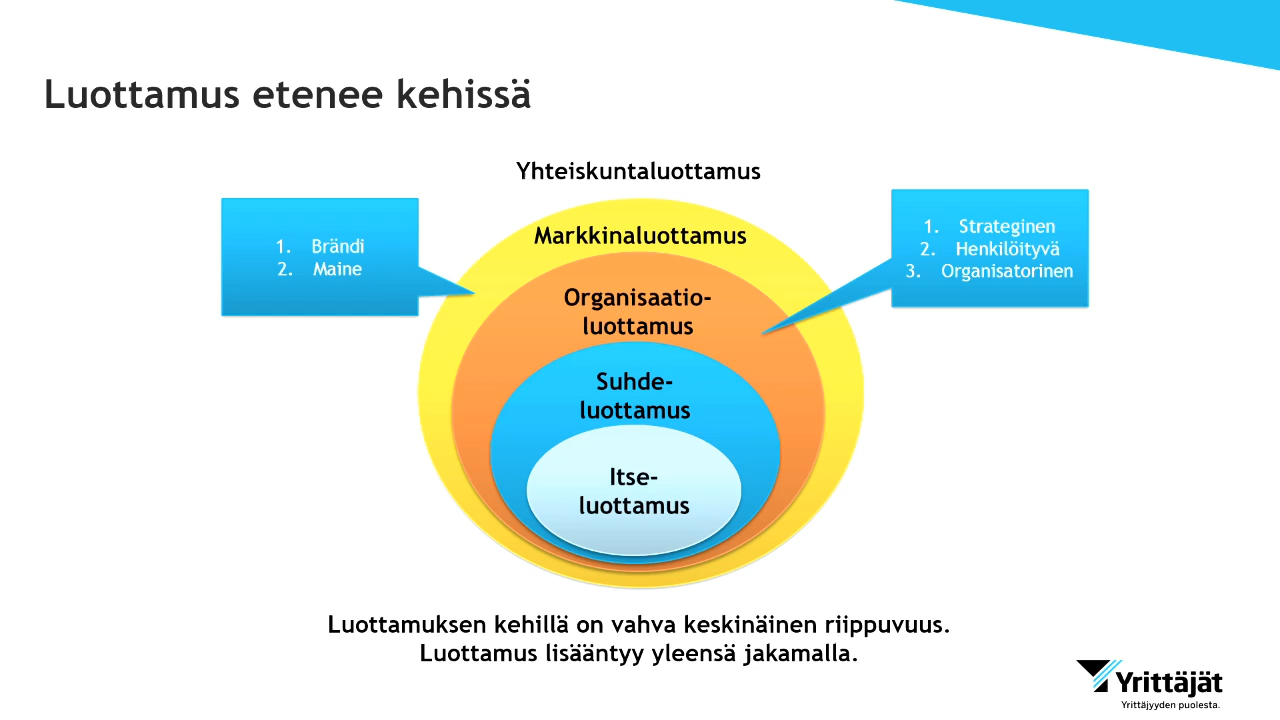 Luottamus etenee kehissä
Yhteiskuntaluottamus
1. Brändi
2. Maine
Markkinaluottamus
1. Strateginen
2. Henkilöityvä
3. Organisatorinen
Organisaatio-
luottamus
Suhde-
luottamus
Itse-
luottamus
Luottamuksen kehillä on vahva keskinäinen riippuvuus.
Luottamus lisääntyy yleensä jakamalla.
Yrittäjät
Yrittäjyyden puolesta.